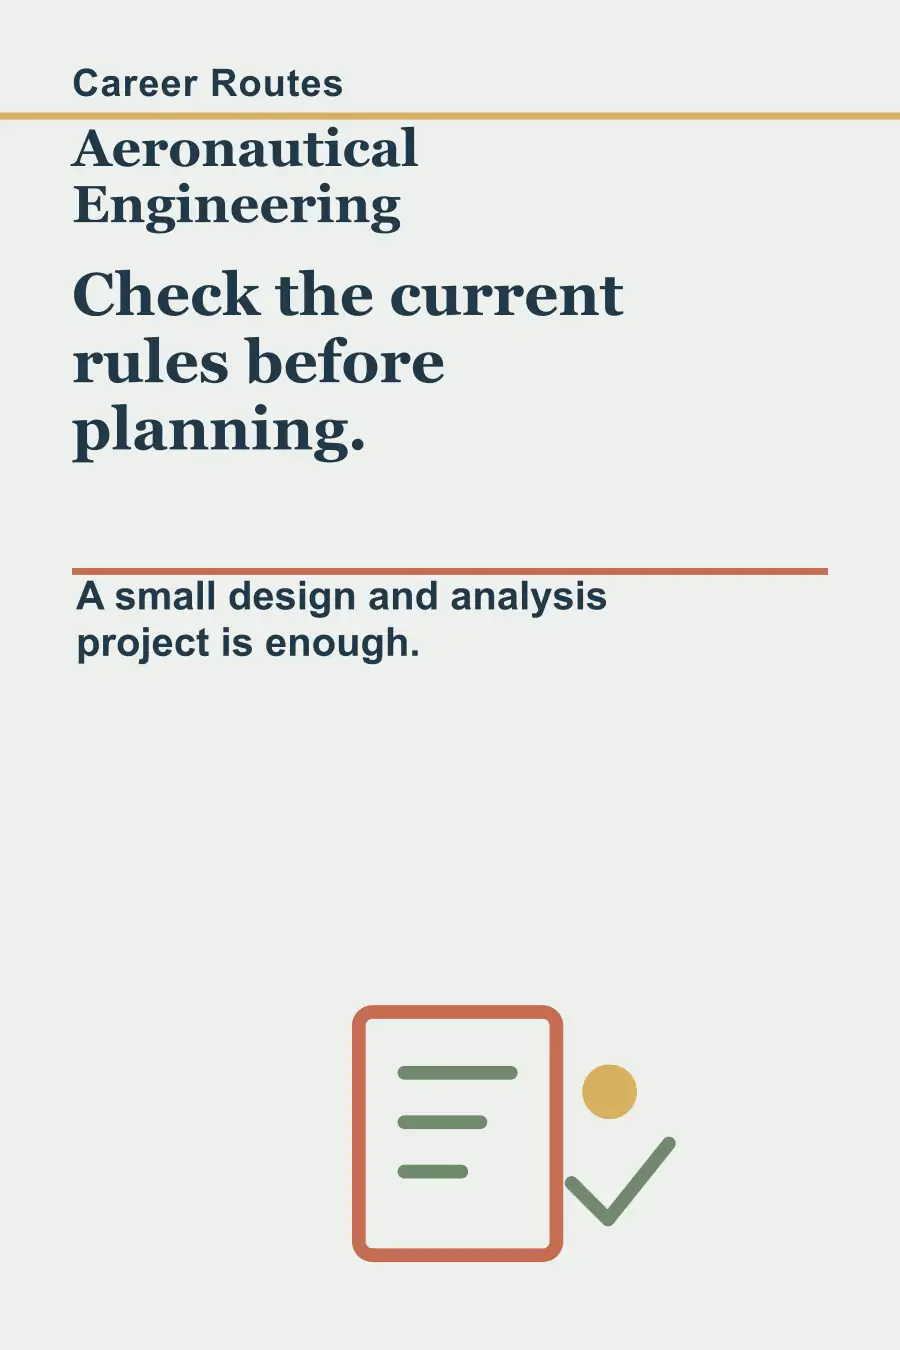 Career Routes
Aeronautical
Engineering
Check the current
rules before
planning.
A small design and analysis
project is enough.